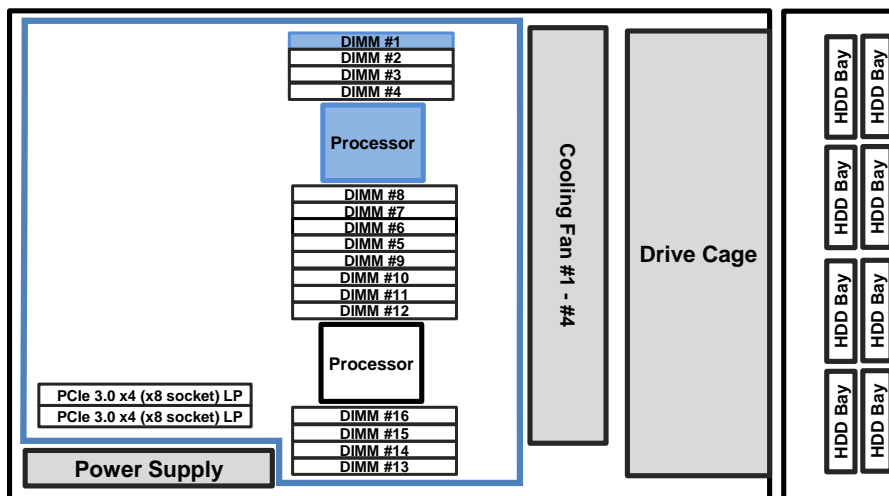 DIMM #1
DIMM #2
DIMM #3
DIMM #4
Processor
DIMM #8
DIMM #7
DIMM #6
DIMM #5
DIMM #9
DIMM #10
DIMM #11
DIMM #12
Processor
DIMM #16
DIMM #15
DIMM #14
DIMM #13
PCIe 3.0 x4 (x8 socket) LP
PCIe 3.0 x4 (x8 socket) LP
Power Supply
Cooling Fan #1 - #4
Drive Cage
HDD Bay
HDD Bay
HDD Bay
HDD Bay
HDD Bay
HDD Bay
HDD Bay
HDD Bay